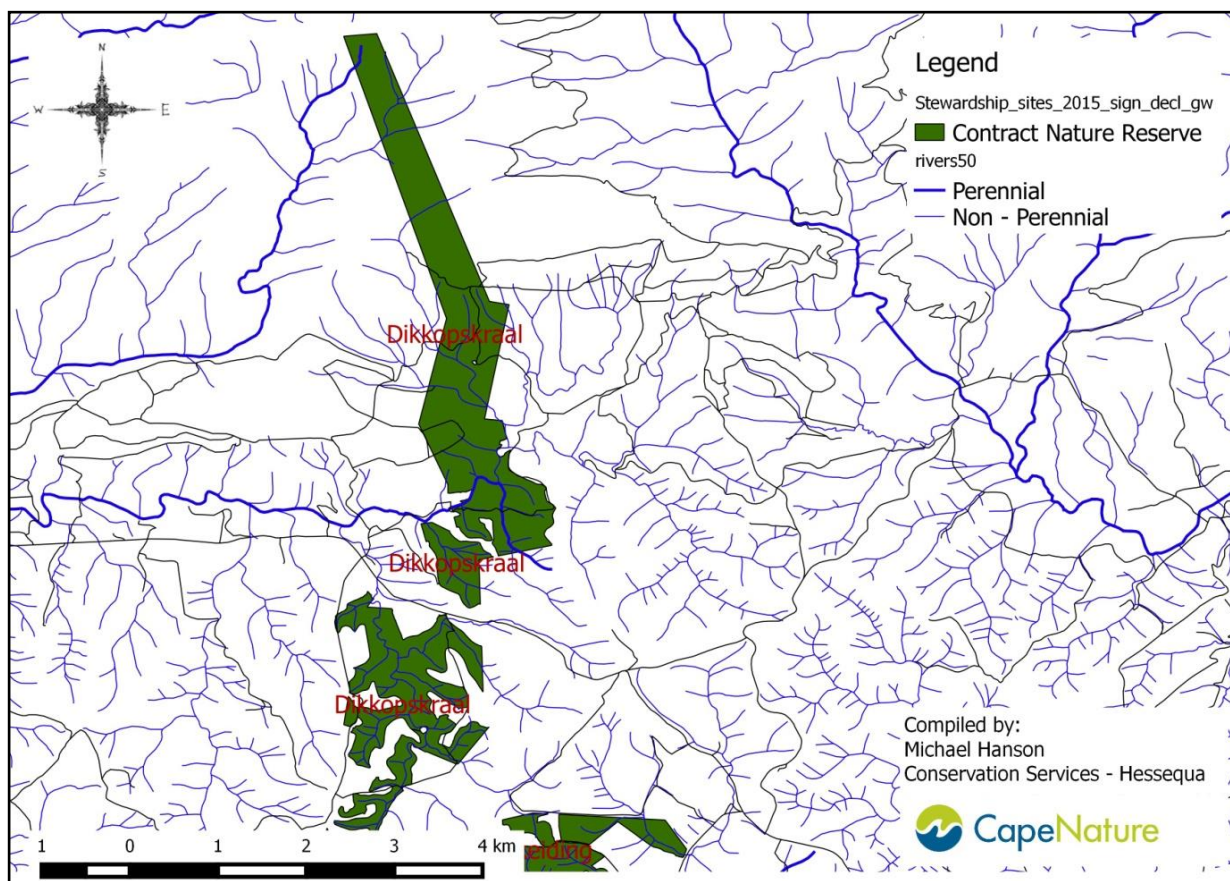 N
W
E
S
Legend
Stewardship_sites_2015_sign_decl_gw
Contract Nature Reserve
rivers50
Perennial
Non - Perennial
Dikkopskraal
Dikkopskraal
Dikkopskraal
eiding
Compiled by:
Michael Hanson
Conservation Services - Hessequa
CapeNature
1 0 1 2 3 4 km